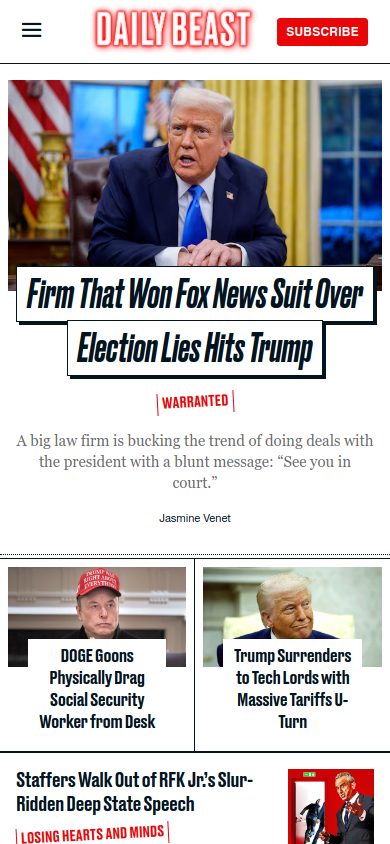 DAILY BEAST
SUBSCRIBE
Firm That Won Fox News Suit Over
Election Lies Hits Trump
WARRANTED
A big law firm is bucking the trend of doing deals with
the president with a blunt message: “See you in
court.”
Jasmine Venet
DOGE Goons
Physically Drag
Social Security
Worker from Desk
Trump Surrenders
to Tech Lords with
Massive Tariffs U-
Turn
Staffers Walk Out of RFK Jr.’s Slur-
Ridden Deep State Speech
LOSING HEARTS AND MINDS